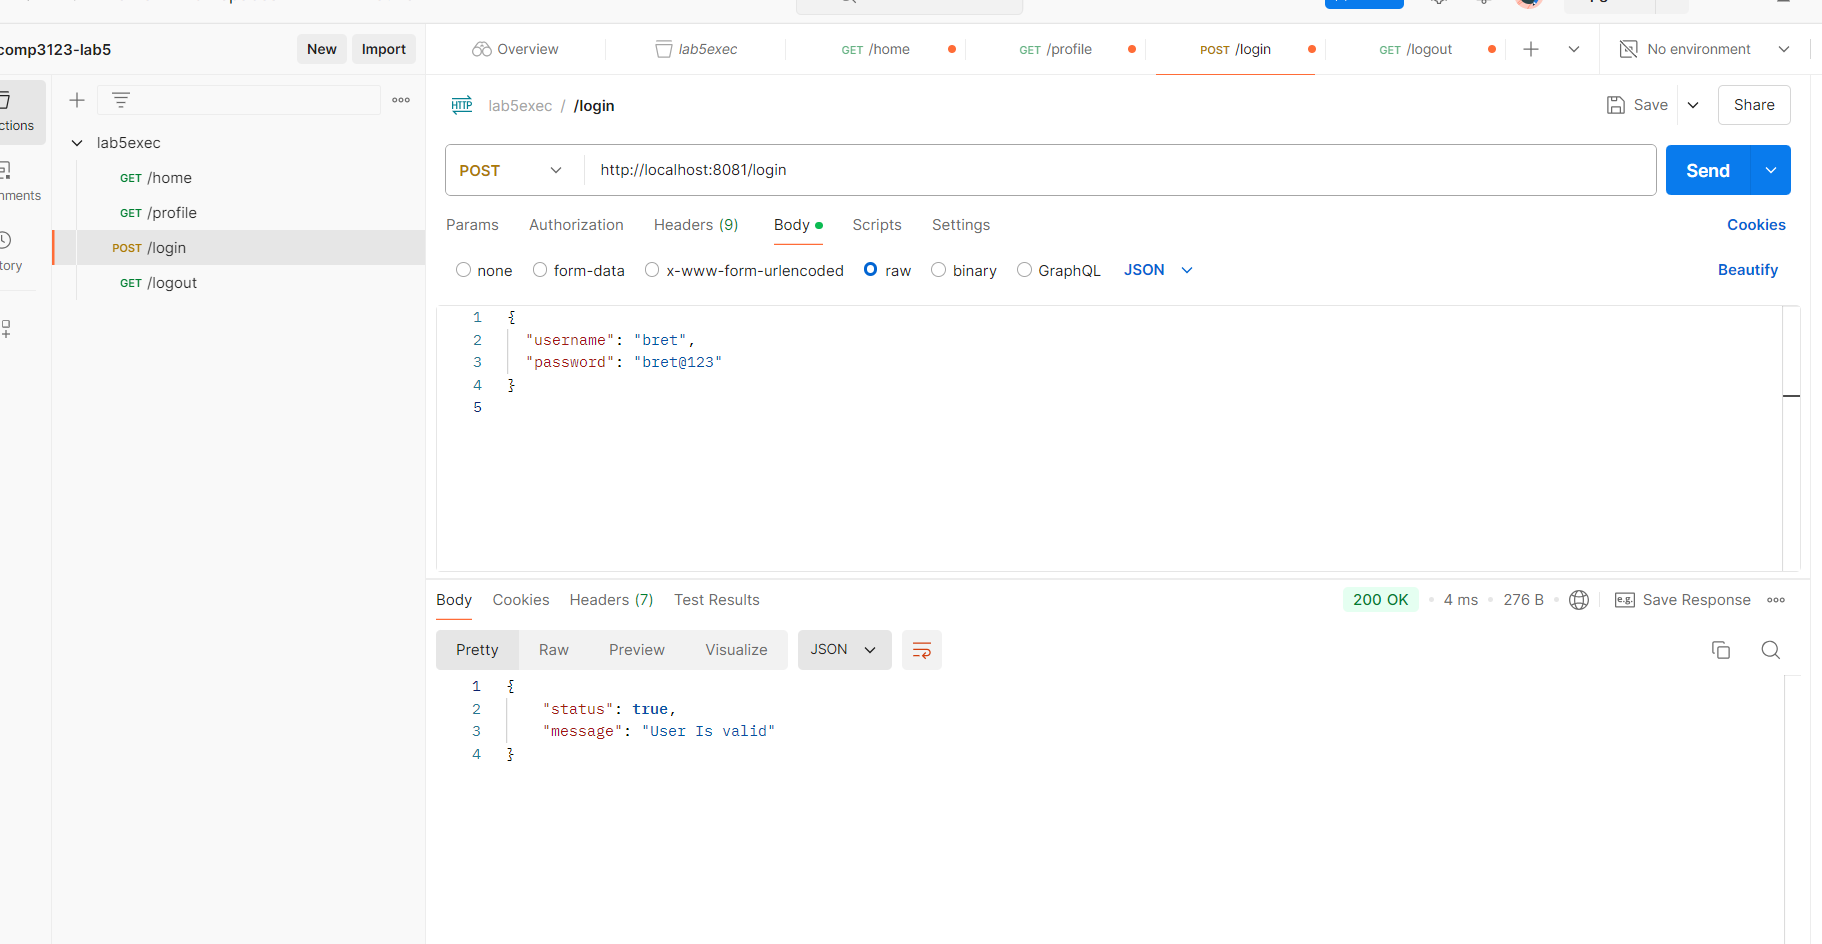 comp3123-lab5
New
Import
Overview
lab5exec
GET /home
GET /profile
POST /login
GET /logout
No environment
ctions
nments
tory
lab5exec
GET /home
GET /profile
POST /login
GET /logout
HTTP lab5exec / /login
Save
Share
POST
http://localhost:8081/login
Send
Params
Authorization
Headers (9)
Body
Scripts
Settings
Cookies
none
form-data
x-www-form-urlencoded
raw
binary
GraphQL
JSON
Beautify
1 {
2 "username": "bret",
3 "password": "bret@123"
4 }
5
Body
Cookies
Headers (7)
Test Results
200 OK
4 ms
276 B
e.g. Save Response
Pretty
Raw
Preview
Visualize
JSON
1 {
2 "status": true,
3 "message": "User Is valid"
4 }